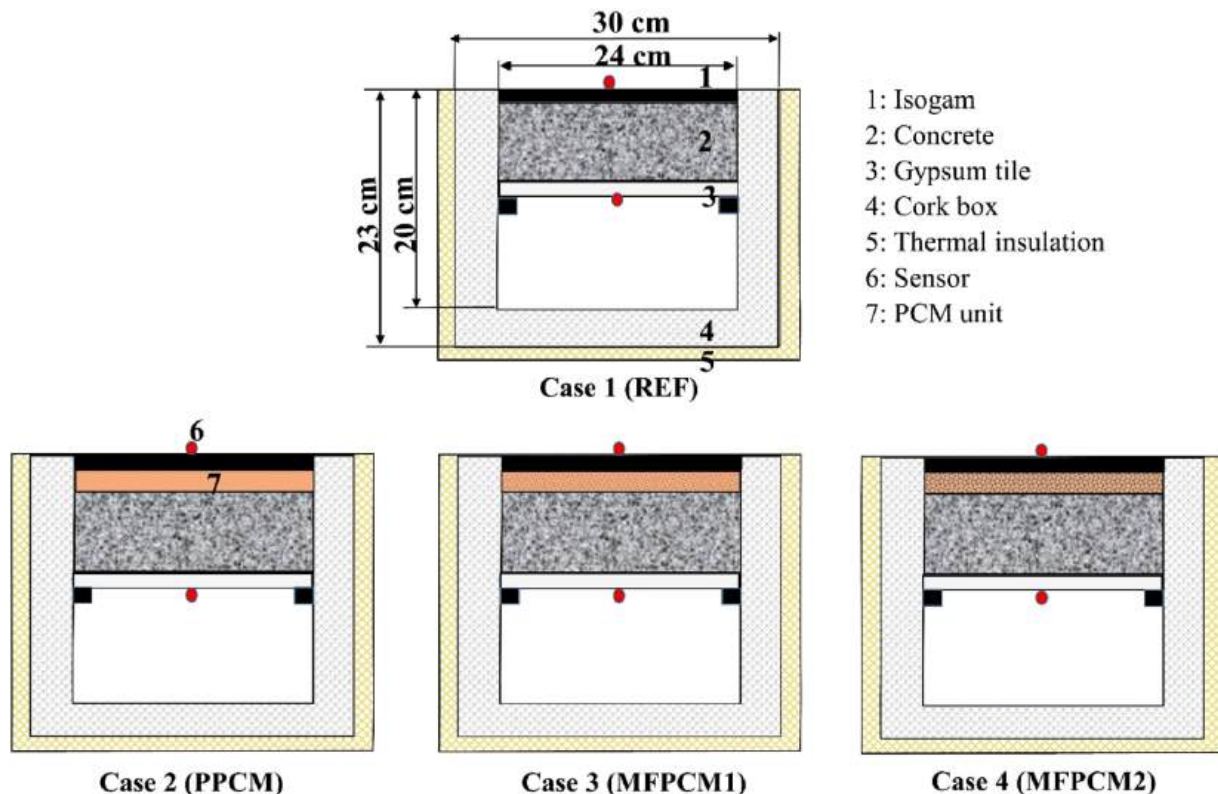 30 cm
24 cm
1
2
3
23 cm
20 cm
4
5
Case 1 (REF)
1: Isogam
2: Concrete
3: Gypsum tile
4: Cork box
5: Thermal insulation
6: Sensor
7: PCM unit
6
7
Case 2 (PPCM)
Case 3 (MFPCM1)
Case 4 (MFPCM2)